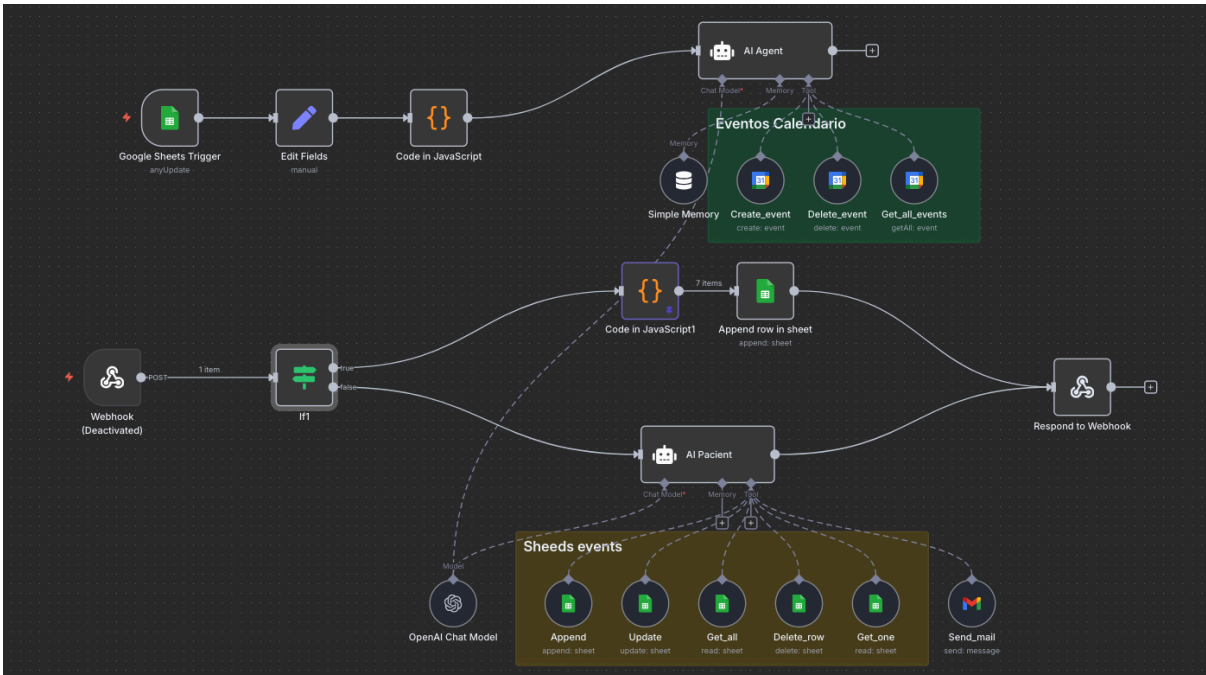 AI Agent
Chat Model*
Memory
Tool
Google Sheets Trigger
anyUpdate
Edit Fields
manual
Code in JavaScript
Eventos Calendario
Memory
Simple Memory
31
Create_event
create: event
31
Delete_event
delete: event
31
Get_all_events
getAll: event
Code in JavaScript1
7 items
Append row in sheet
append: sheet
Webhook
(Deactivated)
POST
1 item
true
false
If1
Respond to Webhook
AI Pacient
Chat Model*
Memory
Tool
Sheeds events
Model
OpenAI Chat Model
Append
append: sheet
Update
update: sheet
Get_all
read: sheet
Delete_row
delete: sheet
Get_one
read: sheet
Send_mail
send: message